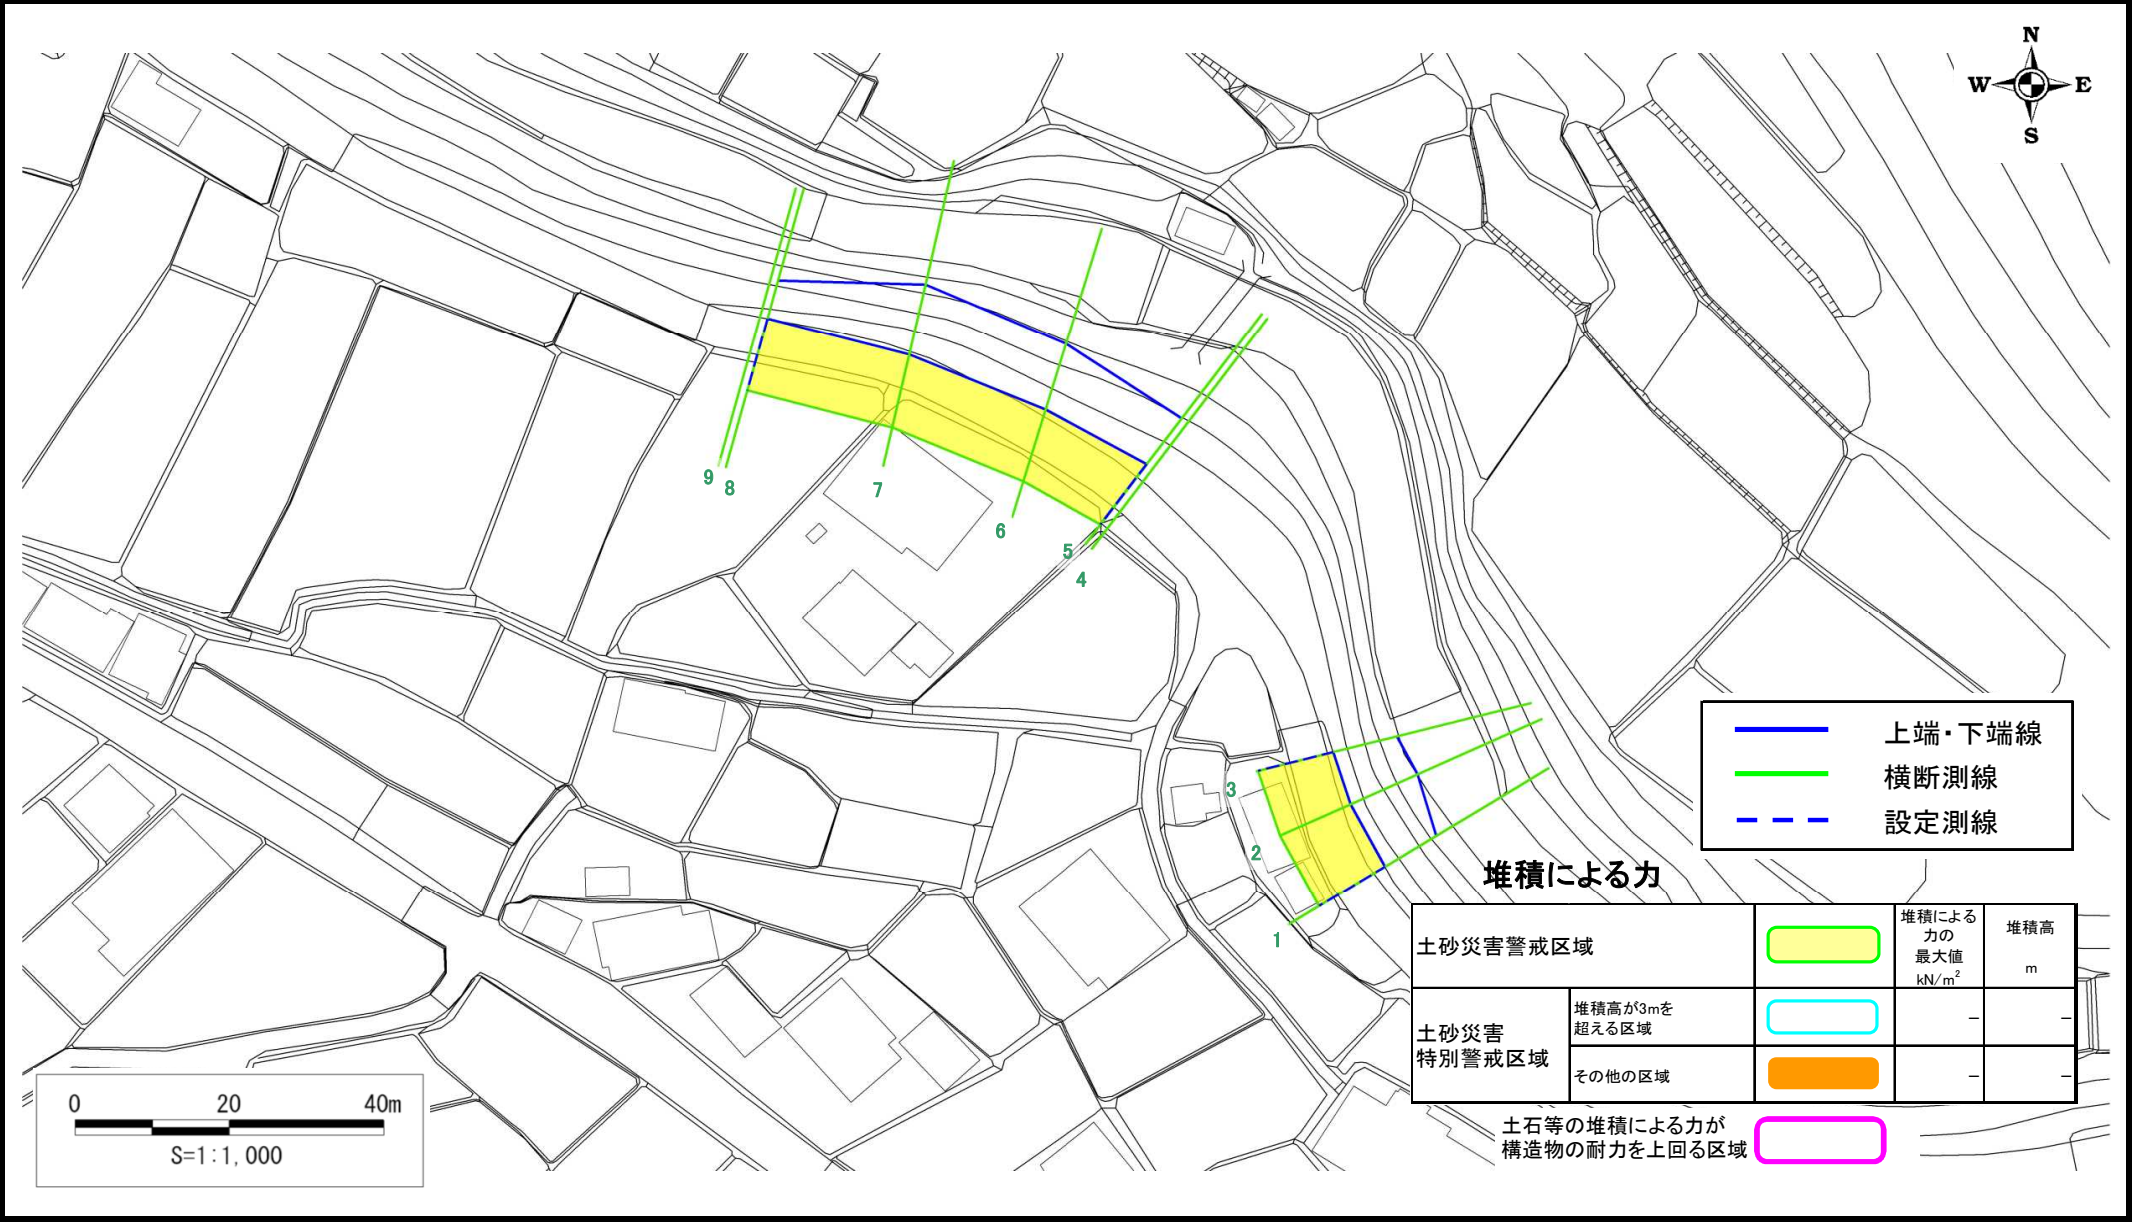 N
W E
S
9
8
7
6
5
4
3
2
1
上端・下端線
横断測線
設定測線
堆積による力
土砂災害警戒区域
堆積による
力の
最大値
kN/m²
堆積高
m
土砂災害
特別警戒区域
堆積高が3mを
超える区域
－ －
その他の区域
－ －
土石等の堆積による力が
構造物の耐力を上回る区域
0 20 40m
S=1:1,000